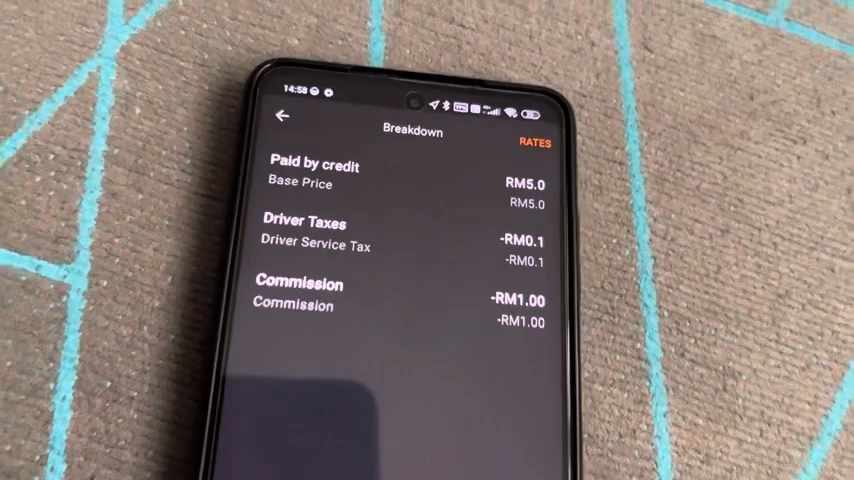 14:58
Breakdown
RATES
Paid by credit
RM5.0
Base Price
RM5.0
Driver Taxes
-RM0.1
Driver Service Tax
-RM0.1
Commission
-RM1.00
Commission
-RM1.00